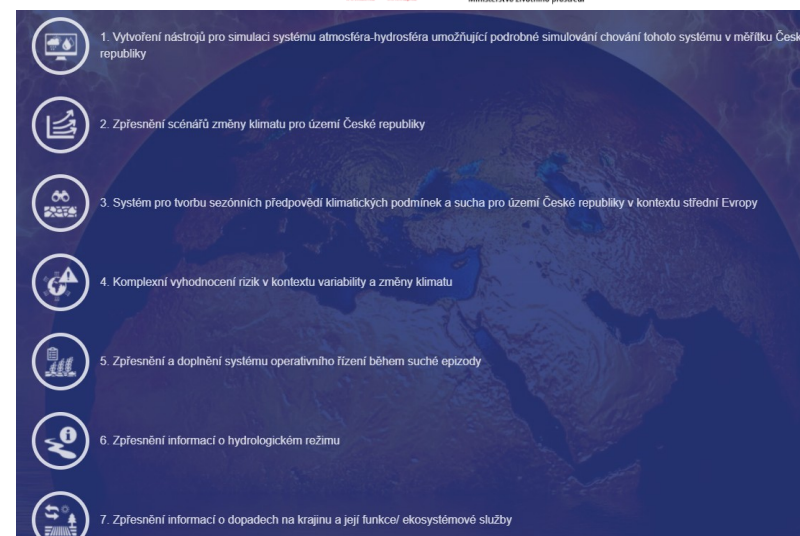 Ministerstvo životního prostředí
1. Vytvoření nástrojů pro simulaci systému atmosféra-hydrosféra umožňující podrobné simulování chování tohoto systému v měřítku Česk
republiky
2. Zpřesnění scénářů změny klimatu pro území České republiky
3. Systém pro tvorbu sezónních předpovědí klimatických podmínek a sucha pro území České republiky v kontextu střední Evropy
4. Komplexní vyhodnocení rizik v kontextu variability a změny klimatu
5. Zpřesnění a doplnění systému operativního řízení během suché epizody
6. Zpřesnění informací o hydrologickém režimu
7. Zpřesnění informací o dopadech na krajinu a její funkce/ ekosystémové služby